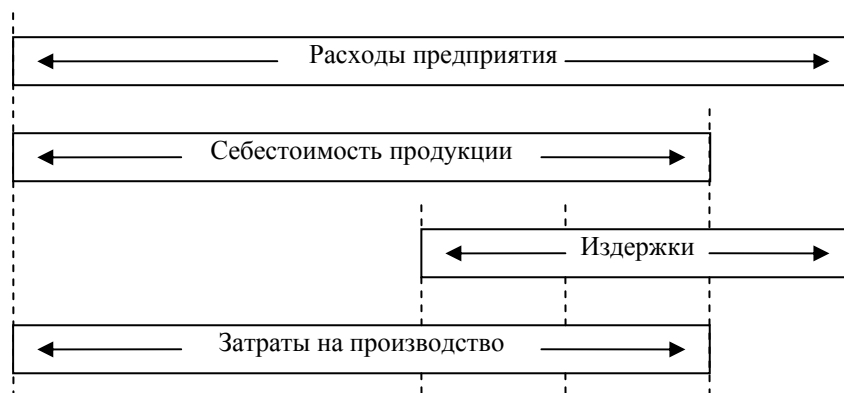 Расходы предприятия
Себестоимость продукции
Издержки
Затраты на производство